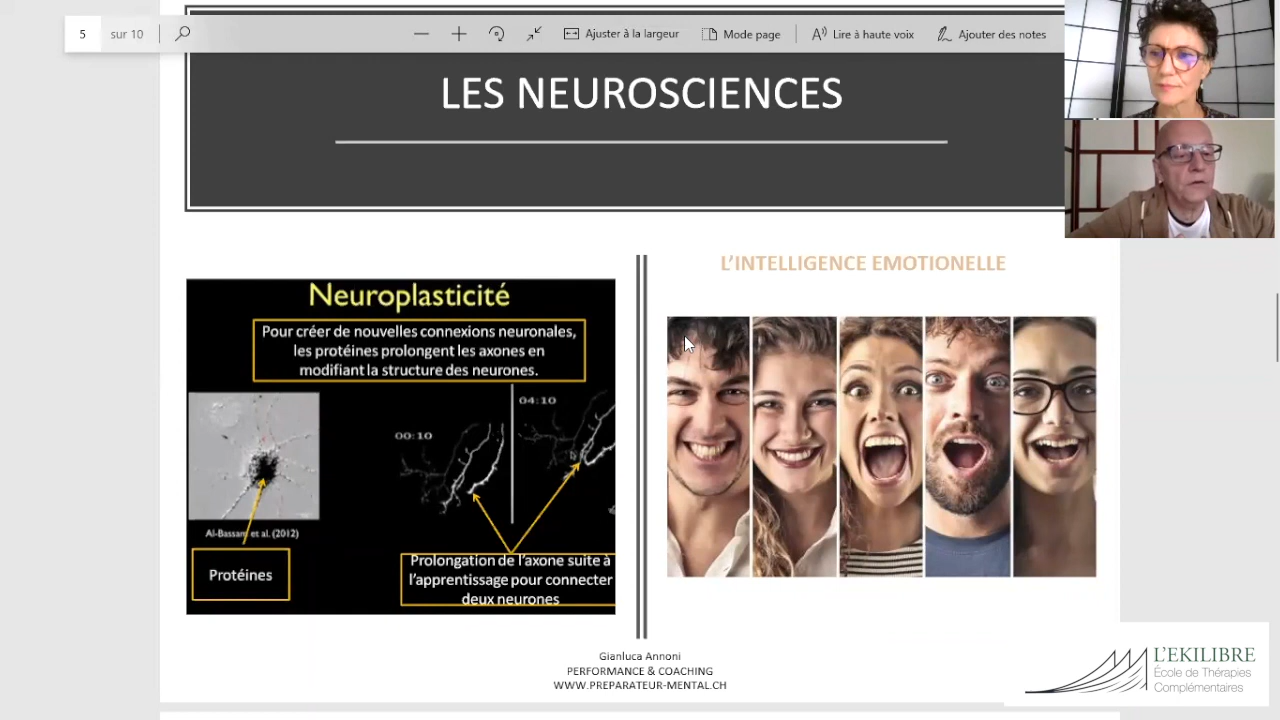 5 sur 10
Ajuster à la largeur
Mode page
Lire à haute voix
Ajouter des notes
LES NEUROSCIENCES
L'INTELLIGENCE EMOTIONELLE
Neuroplasticité
Pour créer de nouvelles connexions neuronales,
les protéines prolongent les axones en
modifiant la structure des neurones.
04:10
00:10
Al-Bassam et al. (2012)
Protéines
Prolongation de l'axone suite à
l'apprentissage pour connecter
deux neurones
Gianluca Annoni
PERFORMANCE & COACHING
WWW.PREPARATEUR-MENTAL.CH
L'EKILIBRE
École de Thérapies
Complémentaires